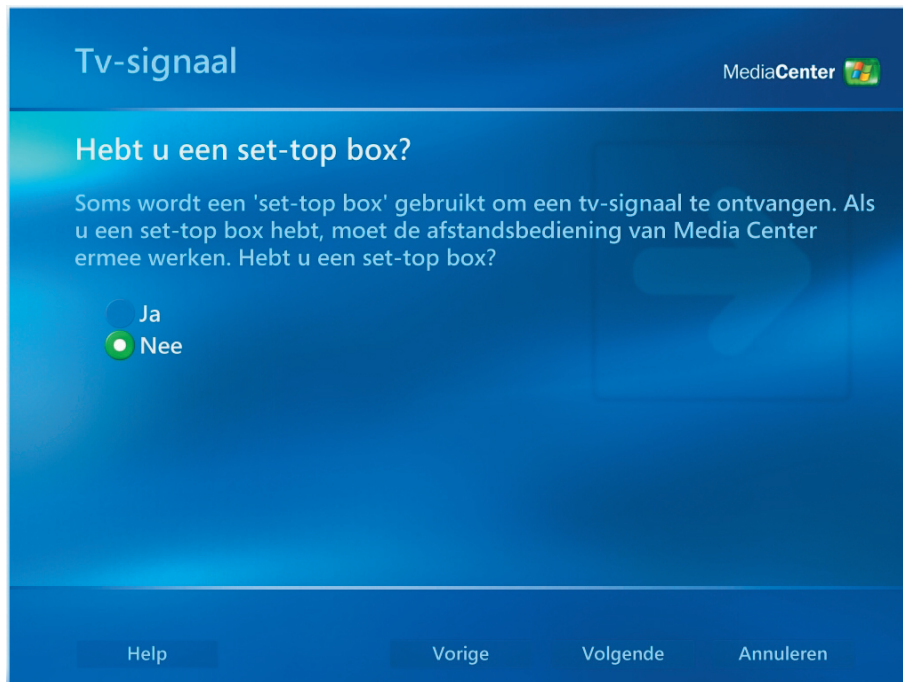 Tv-signaal
MediaCenter
Hebt u een set-top box?
Soms wordt een 'set-top box' gebruikt om een tv-signaal te ontvangen. Als
u een set-top box hebt, moet de afstandsbediening van Media Center
ermee werken. Hebt u een set-top box?
Ja
Nee
Help Vorige Volgende Annuleren